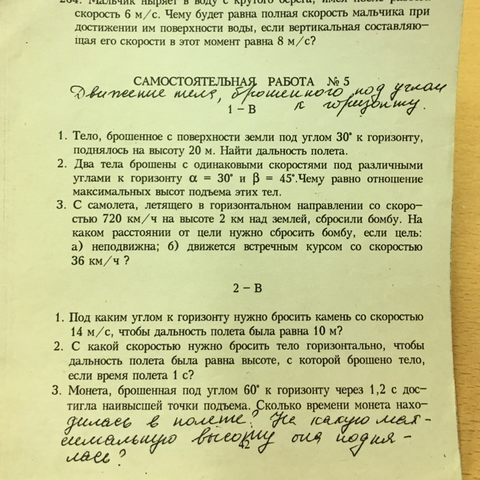 204. Мальчик ныряет в воду с крутого берега, имея после
скорость 6 м/с. Чему будет равна полная скорость мальчика при
достижении им поверхности воды, если вертикальная составляю-
щая его скорости в этот момент равна 8 м/с?
САМОСТОЯТЕЛЬНАЯ РАБОТА №5
Движение тела, брошенного под углом
к горизонту.
1 - В
1. Тело, брошенное с поверхности земли под углом 30° к горизонту,
поднялось на высоту 20 м. Найти дальность полета.
2. Два тела брошены с одинаковыми скоростями под различными
углами к горизонту α = 30° и β = 45°.Чему равно отношение
максимальных высот подъема этих тел.
3. С самолета, летящего в горизонтальном направлении со скоро-
стью 720 км/ч на высоте 2 км над землей, сбросили бомбу. На
каком расстоянии от цели нужно сбросить бомбу, если цель:
а) неподвижна; б) движется встречным курсом со скоростью
36 км/ч ?
2 - В
1. Под каким углом к горизонту нужно бросить камень со скоростью
14 м/с, чтобы дальность полета была равна 10 м?
2. С какой скоростью нужно бросить тело горизонтально, чтобы
дальность полета была равна высоте, с которой брошено тело,
если время полета 1 с?
3. Монета, брошенная под углом 60° к горизонту через 1,2 с дос-
тигла наивысшей точки подъема. Сколько времени монета нахо-
дилась в полете? На какую мак-
симальную высоту она подня-
лась?
42